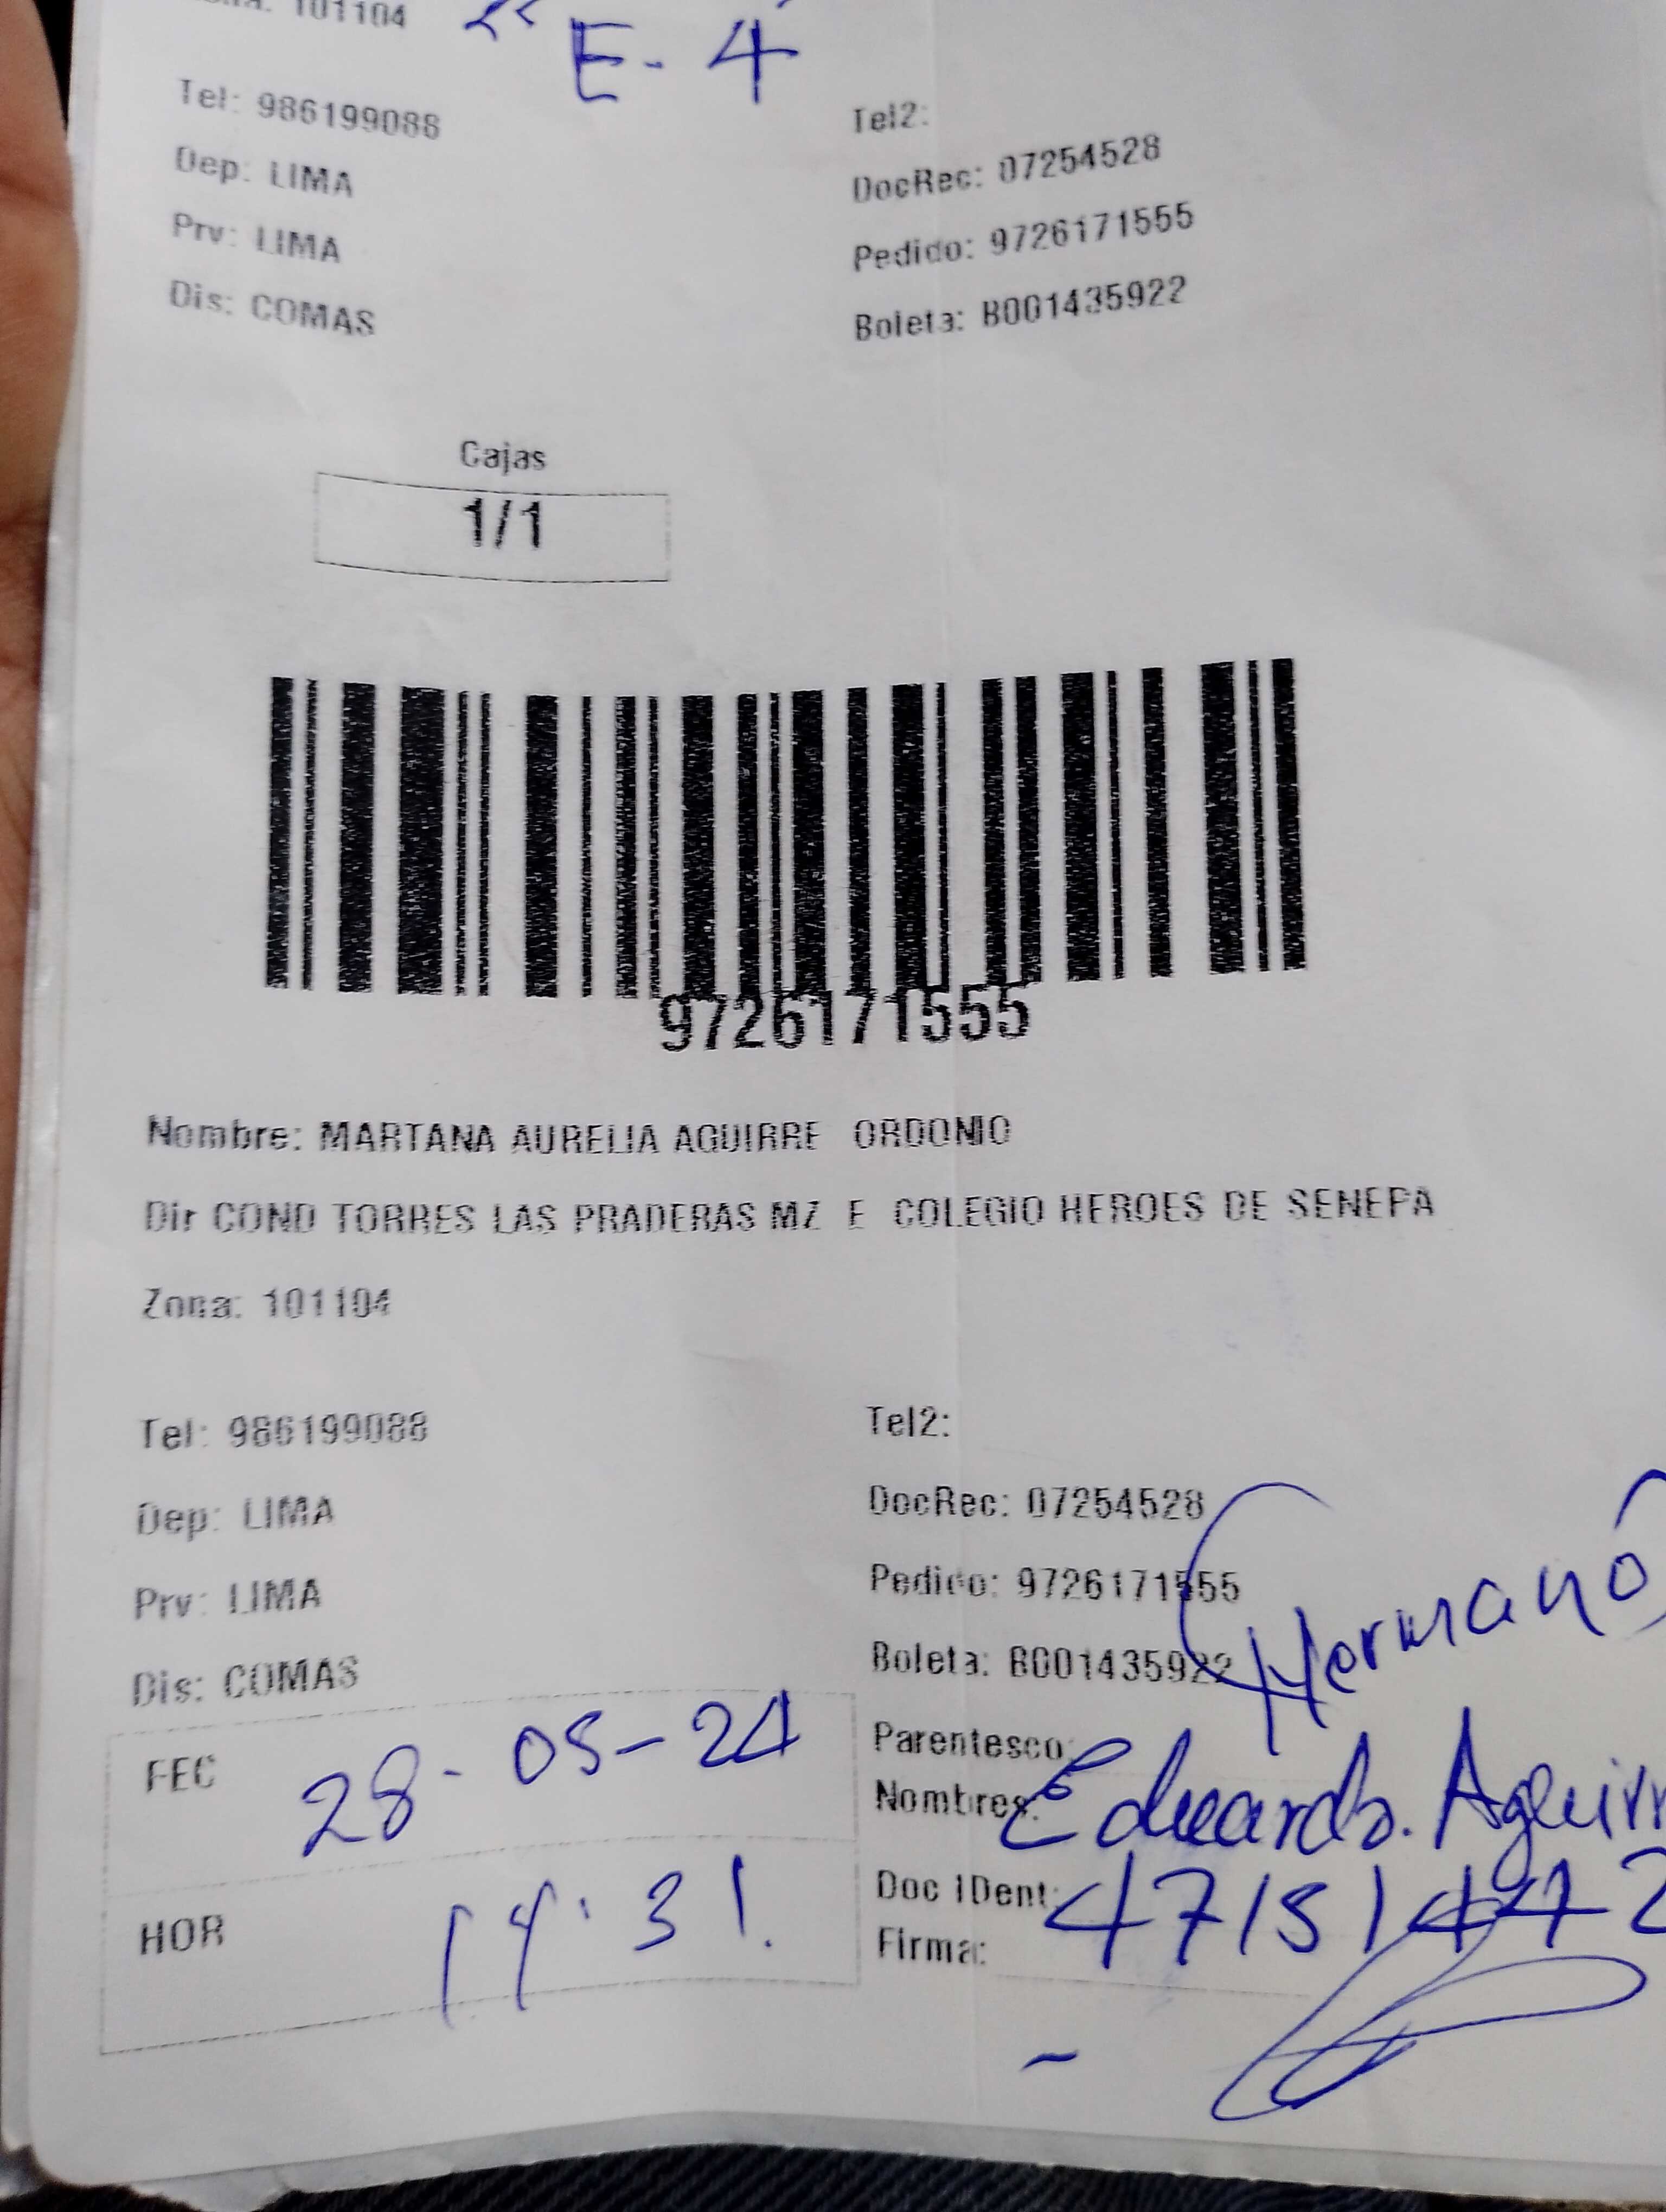 101104
E-4
Tel: 986199088
Tel2:
Dep: LIMA
DocRec: 07254528
Prv: LIMA
Pedido: 9726171555
Dis: COMAS
Boleta: B001435922
Cajas
1/1
9726171555
Nombre: MARTANA AURELIA AGUIRRE ORDONIO
Dir COND TORRES LAS PRADERAS MZ E COLEGIO HEROES DE SENEPA
Zona: 101104
Tel: 986199088
Tel2:
Dep: LIMA
DocRec: 07254528
Prv: LIMA
Pedido: 9726171555
Dis: COMAS
Boleta: B001435922
(Hermano)
FEC 28-05-24
Parentesco:
Nombres: Eduardo. Aguirr
HOR 14:31.
Doc IDent: 47151442
Firma: